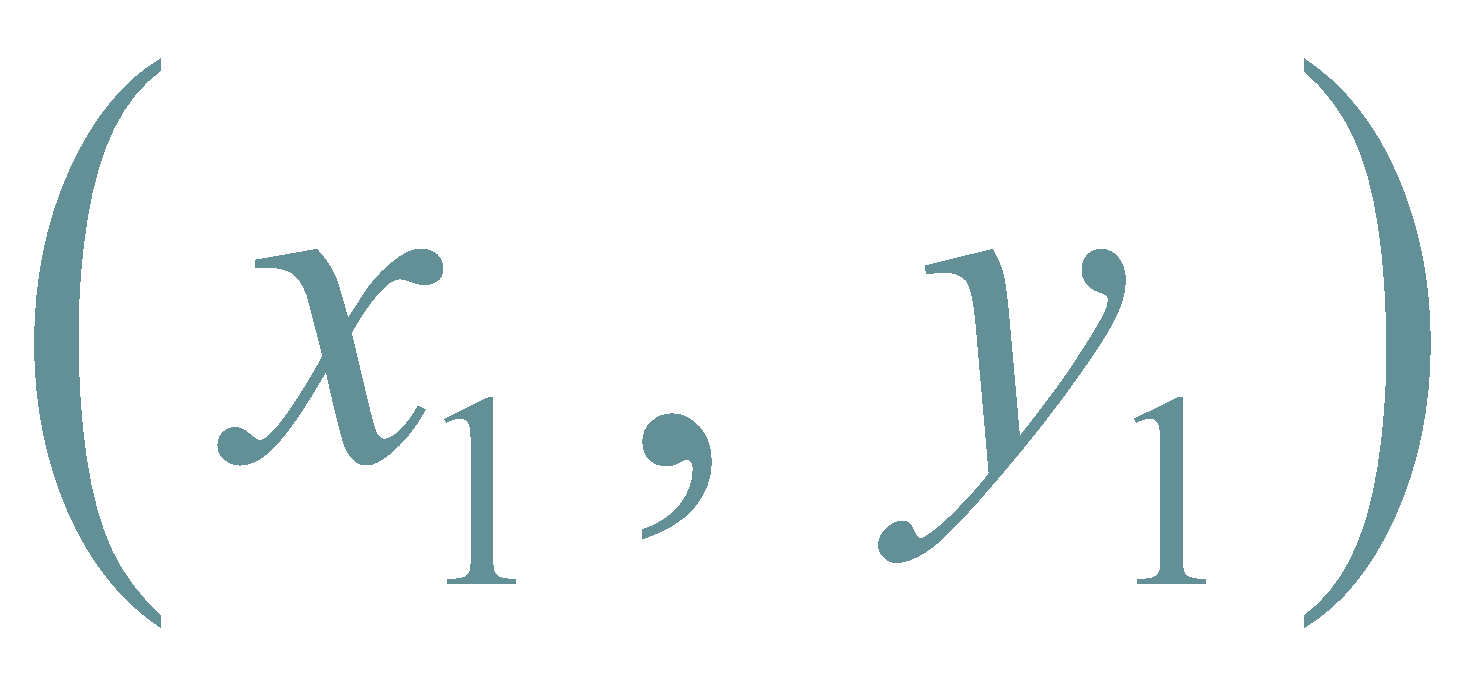 (x₁, y₁)